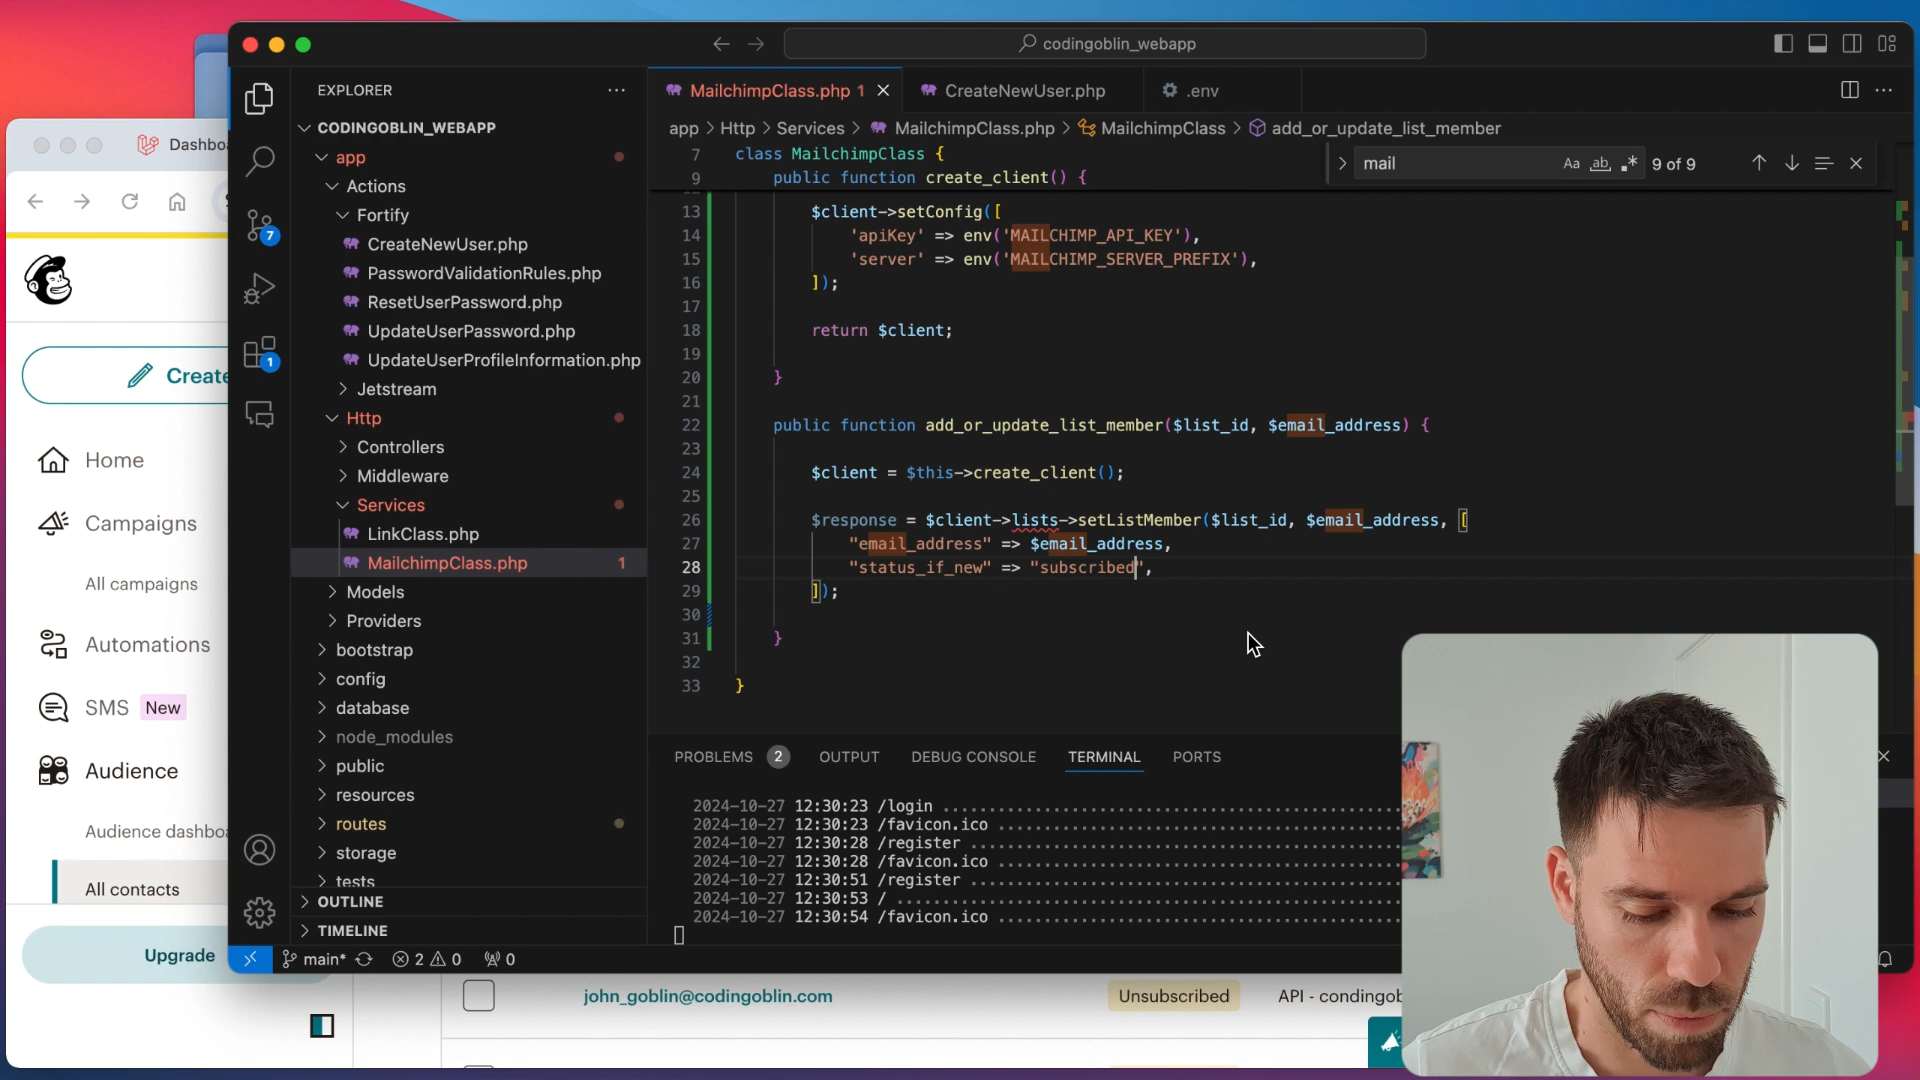 codingoblin_webapp
EXPLORER
MailchimpClass.php 1
CreateNewUser.php
.env
CODINGOBLIN_WEBAPP
app > Http > Services > MailchimpClass.php > MailchimpClass > add_or_update_list_member
app
Actions
Fortify
CreateNewUser.php
PasswordValidationRules.php
ResetUserPassword.php
UpdateUserPassword.php
UpdateUserProfileInformation.php
Jetstream
Http
Controllers
Middleware
Services
LinkClass.php
MailchimpClass.php 1
Models
Providers
bootstrap
config
database
node_modules
public
resources
routes
storage
tests
OUTLINE
TIMELINE
7
1
mail
Aa
ab
9 of 9
7 class MailchimpClass {
9 public function create_client() {
13 $client->setConfig([
14 'apiKey' => env('MAILCHIMP_API_KEY'),
15 'server' => env('MAILCHIMP_SERVER_PREFIX'),
16 ]);
17
18 return $client;
19
20 }
21
22 public function add_or_update_list_member($list_id, $email_address) {
23
24 $client = $this->create_client();
25
26 $response = $client->lists->setListMember($list_id, $email_address, [
27 "email_address" => $email_address,
28 "status_if_new" => "subscribed",
29 ]);
30
31 }
32
33 }
PROBLEMS 2
OUTPUT
DEBUG CONSOLE
TERMINAL
PORTS
2024-10-27 12:30:23 /login ................................................
2024-10-27 12:30:23 /favicon.ico ..........................................
2024-10-27 12:30:28 /register .............................................
2024-10-27 12:30:28 /favicon.ico ..........................................
2024-10-27 12:30:51 /register .............................................
2024-10-27 12:30:53 / .....................................................
2024-10-27 12:30:54 /favicon.ico ..........................................
main*
2
0
0
Dashbo
Create
Home
Campaigns
All campaigns
Automations
SMS New
Audience
Audience dashbo
All contacts
Upgrade
john_goblin@codingoblin.com
Unsubscribed
API - condingob